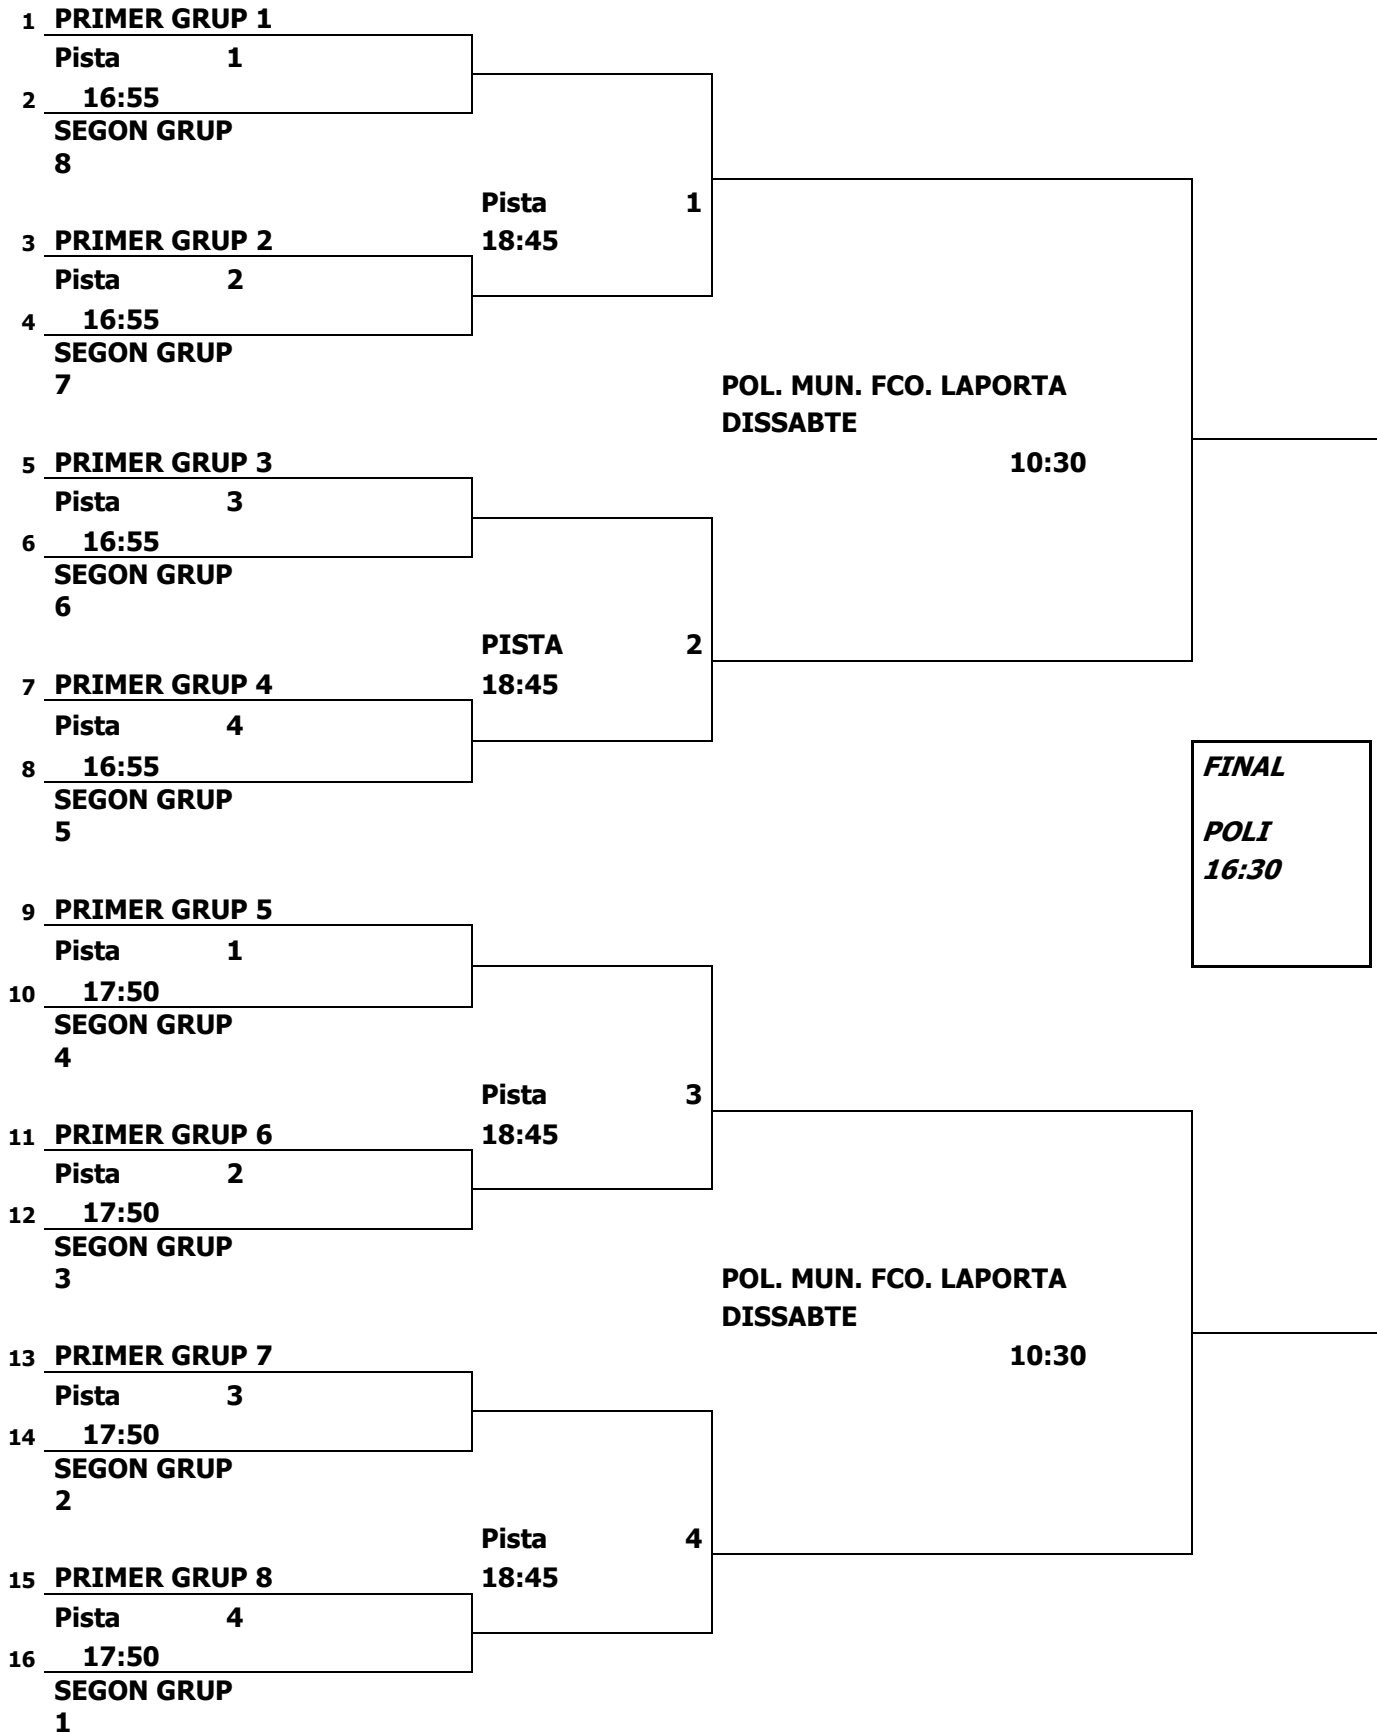 1 PRIMER GRUP 1
Pista 1
2 16:55
SEGON GRUP
8
Pista 1
3 PRIMER GRUP 2 18:45
Pista 2
4 16:55
SEGON GRUP
7 POL. MUN. FCO. LAPORTA
DISSABTE
5 PRIMER GRUP 3 10:30
Pista 3
6 16:55
SEGON GRUP
6
PISTA 2
7 PRIMER GRUP 4 18:45
Pista 4
8 16:55 FINAL
SEGON GRUP
5 POLI
16:30
9 PRIMER GRUP 5
Pista 1
10 17:50
SEGON GRUP
4
Pista 3
11 PRIMER GRUP 6 18:45
Pista 2
12 17:50
SEGON GRUP
3 POL. MUN. FCO. LAPORTA
DISSABTE
13 PRIMER GRUP 7 10:30
Pista 3
14 17:50
SEGON GRUP
2
Pista 4
15 PRIMER GRUP 8 18:45
Pista 4
16 17:50
SEGON GRUP
1